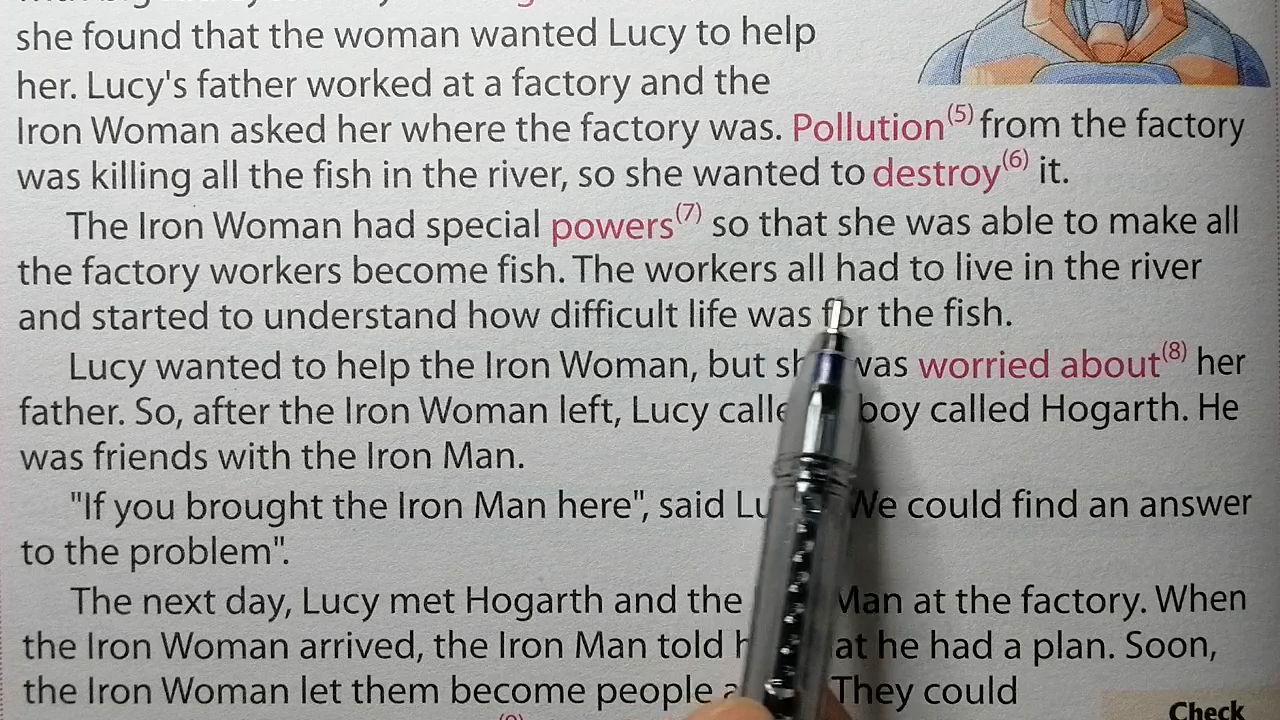 she found that the woman wanted Lucy to help
her. Lucy's father worked at a factory and the
Iron Woman asked her where the factory was. Pollution(5) from the factory
was killing all the fish in the river, so she wanted to destroy(6) it.
The Iron Woman had special powers(7) so that she was able to make all
the factory workers become fish. The workers all had to live in the river
and started to understand how difficult life was for the fish.
Lucy wanted to help the Iron Woman, but was worried about(8) her
father. So, after the Iron Woman left, Lucy boy called Hogarth. He
was friends with the Iron Man.
"If you brought the Iron Man here", said We could find an answer
to the problem".
The next day, Lucy met Hogarth and the Man at the factory. When
the Iron Woman arrived, the Iron Man told he had a plan. Soon,
the Iron Woman let them become people They could
Check